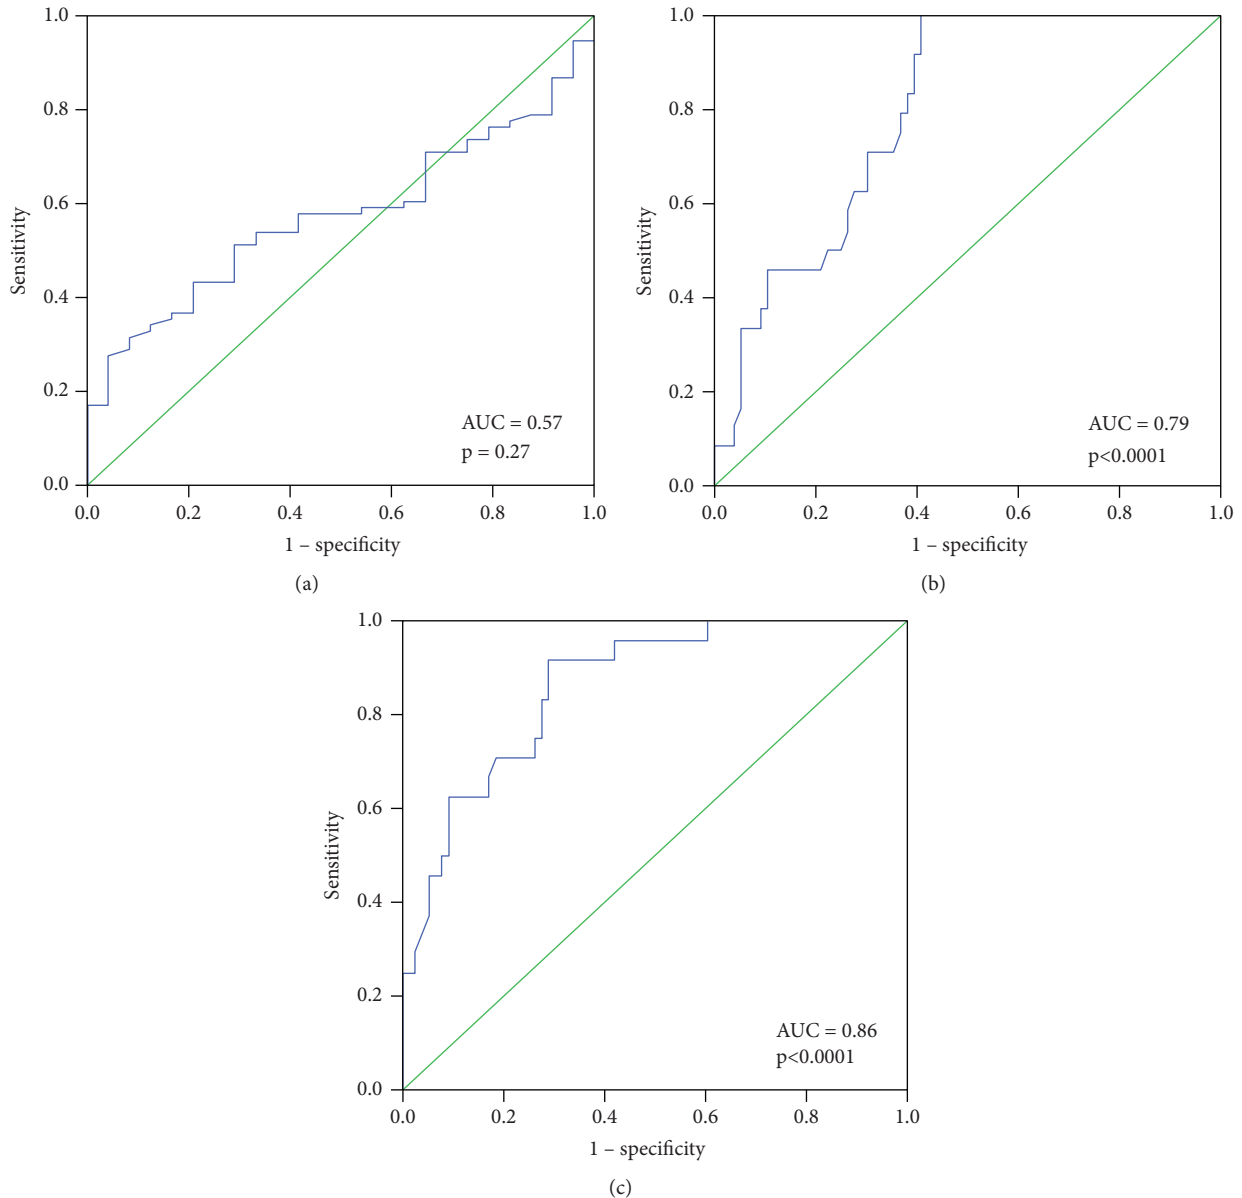 1.0
0.8
0.6
0.4
0.2
0.0
Sensitivity
AUC = 0.57
p = 0.27
0.0 0.2 0.4 0.6 0.8 1.0
1 – specificity
(a)
1.0
0.8
0.6
0.4
0.2
0.0
Sensitivity
AUC = 0.79
p<0.0001
0.0 0.2 0.4 0.6 0.8 1.0
1 – specificity
(b)
1.0
0.8
0.6
0.4
0.2
0.0
Sensitivity
AUC = 0.86
p<0.0001
0.0 0.2 0.4 0.6 0.8 1.0
1 – specificity
(c)